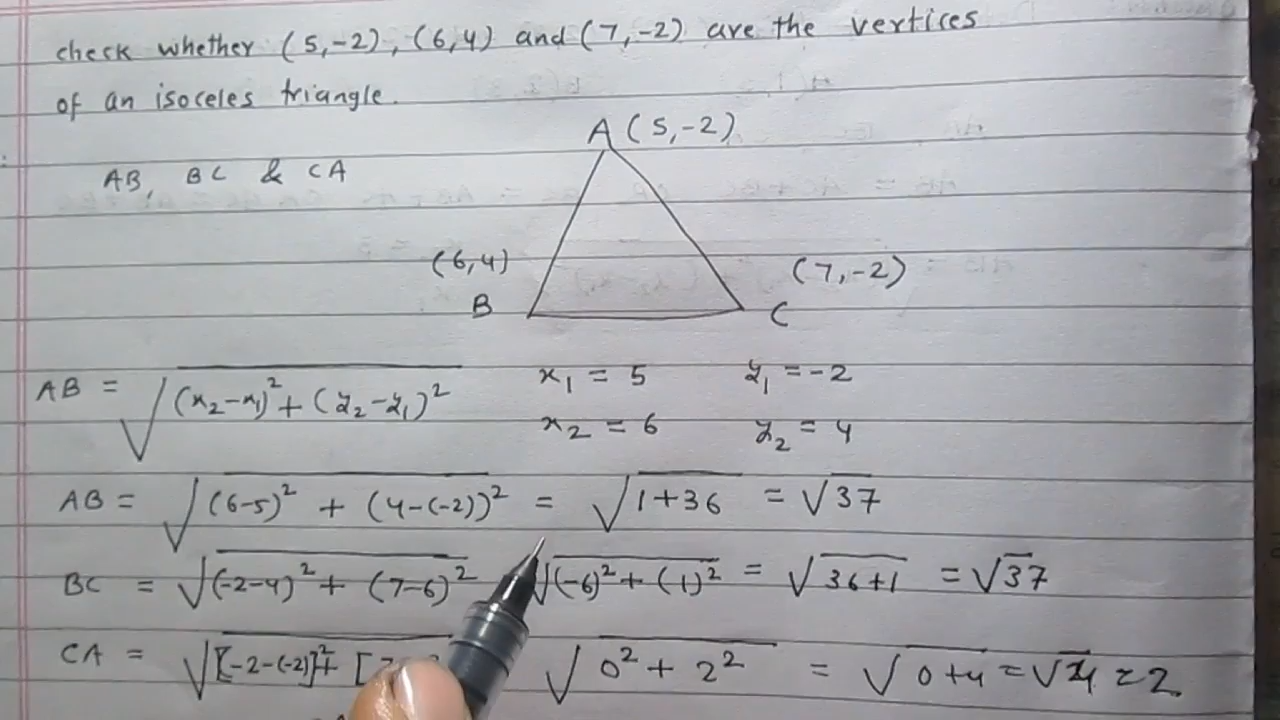 check whether (5,-2), (6,4) and (7,-2) are the vertices
of an isoceles triangle.
A (5,-2)
AB, BC & CA
(6,4)
(7,-2)
B
C
AB = √(x₂-x₁)² + (y₂-y₁)²
x₁ = 5 y₁ = -2
x₂ = 6 y₂ = 4
AB = √(6-5)² + (4-(-2))² = √1+36 = √37
BC = √(-2-4)² + (7-6)² √(-6)² + (1)² = √36+1 = √37
CA = √[-2-(-2)]² + [ √0² + 2² = √0+4 = √4 = 2